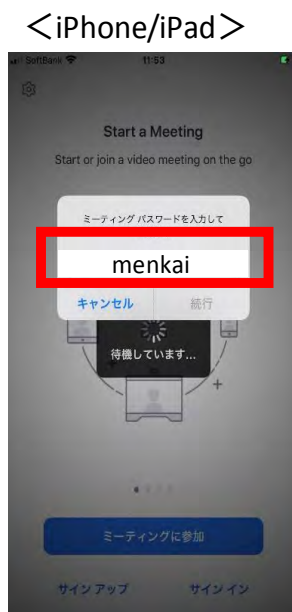 ＜iPhone/iPad＞
SoftBank 11:53
Start a Meeting
Start or join a video meeting on the go
ミーティング パスワードを入力して
menkai
キャンセル 続行
待機しています...
ミーティングに参加
サイン アップ サイン イン